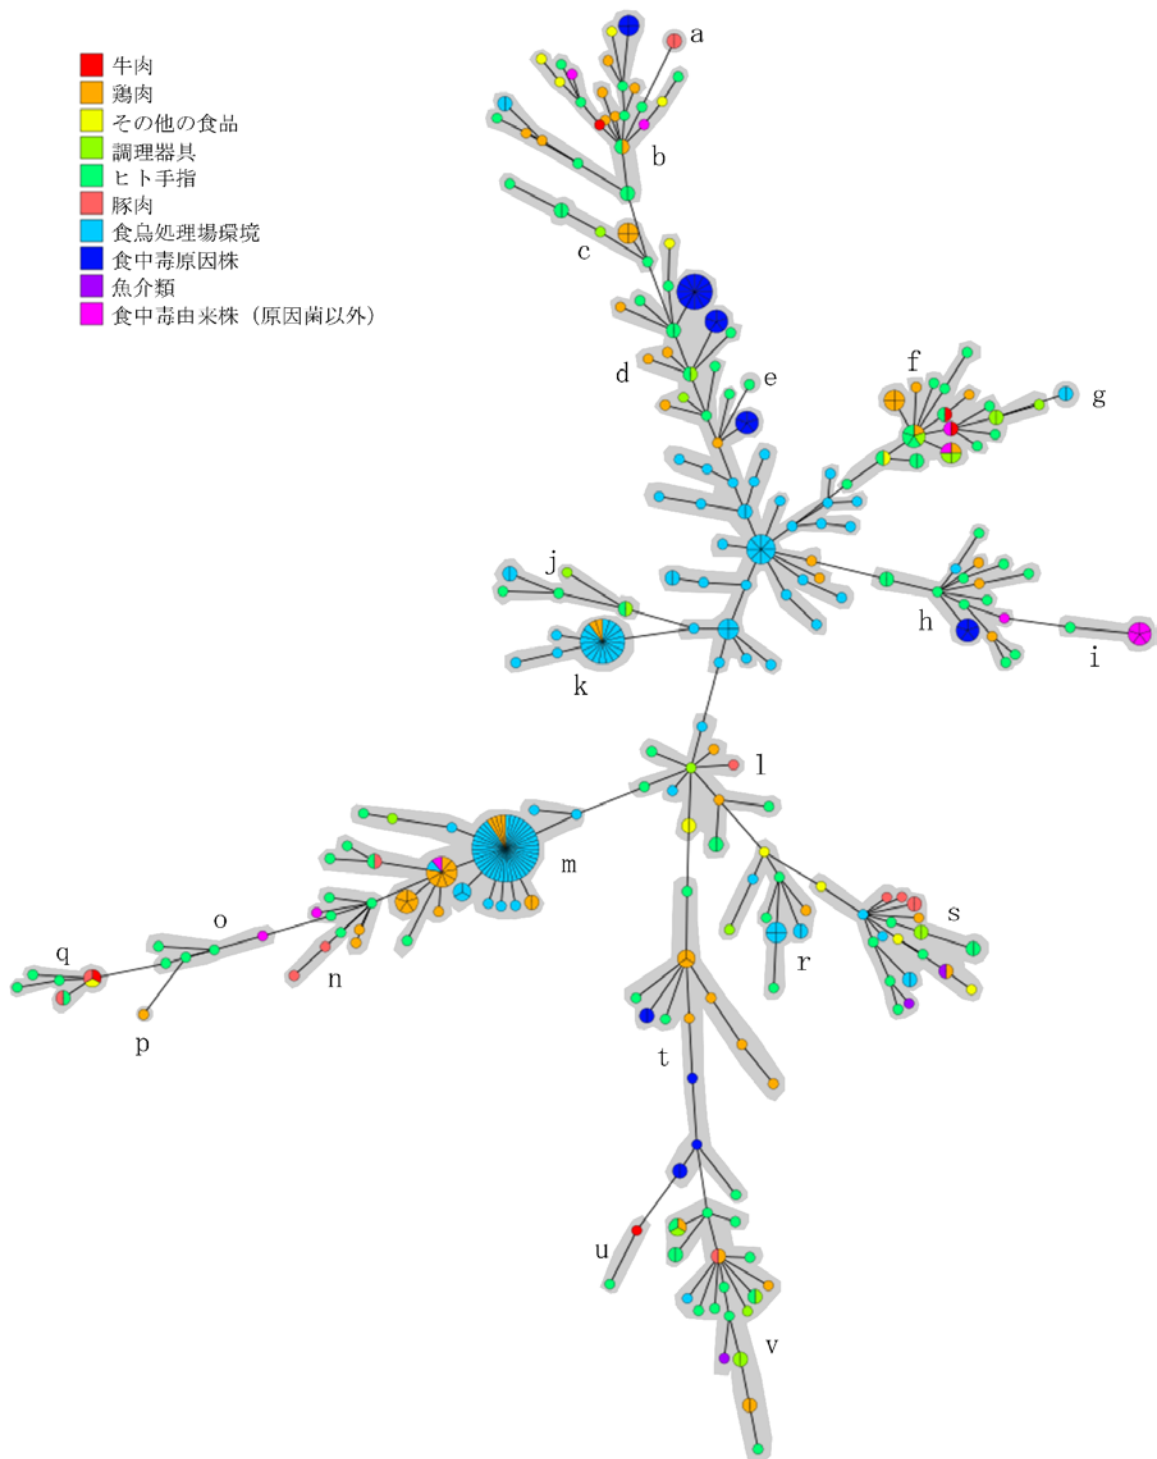 牛肉
鶏肉
その他の食品
調理器具
ヒト手指
豚肉
食鳥処理場環境
食中毒原因株
魚介類
食中毒由来株（原因菌以外）
a
b
c
d
e
f
g
h
i
j
k
l
m
n
o
p
q
r
s
t
u
v